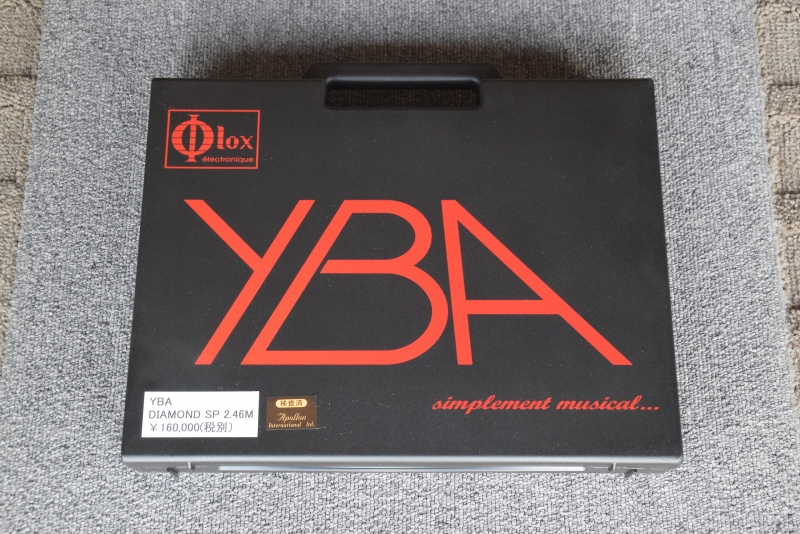 Φlox
électronique
YBA
simplement musical...
YBA
DIAMOND SP 2.46M
￥160,000(税別)
検査済
Apollon
International ltd.